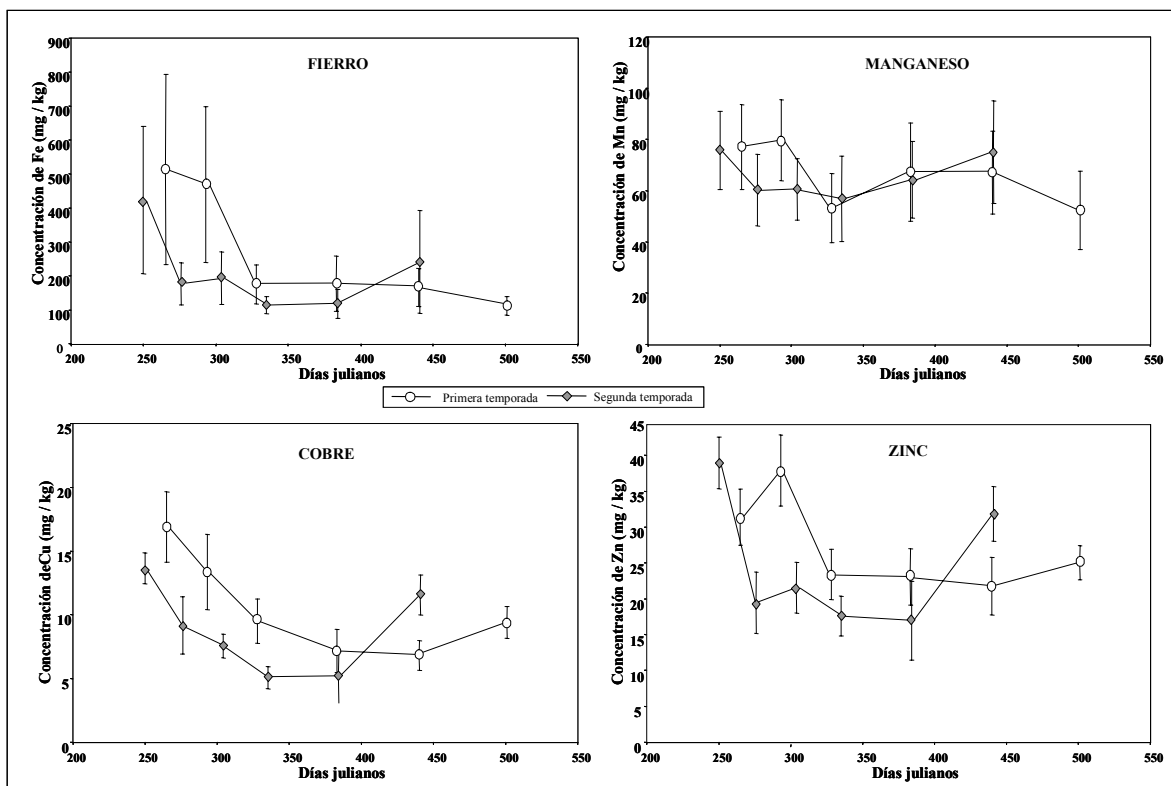 FIERRO
Concentración de Fe (mg / kg)
900
800
700
600
500
400
300
200
100
0
200 250 300 350 400 450 500 550
Días julianos
MANGANESO
Concentración de Mn (mg / kg)
120
100
80
60
40
20
0
200 250 300 350 400 450 500 550
Días julianos
Primera temporada Segunda temporada
COBRE
Concentración deCu (mg / kg)
25
20
15
10
5
0
200 250 300 350 400 450 500 550
Días julianos
ZINC
Concentración de Zn (mg / kg)
45
40
35
30
25
20
15
10
5
0
200 250 300 350 400 450 500 550
Días julianos